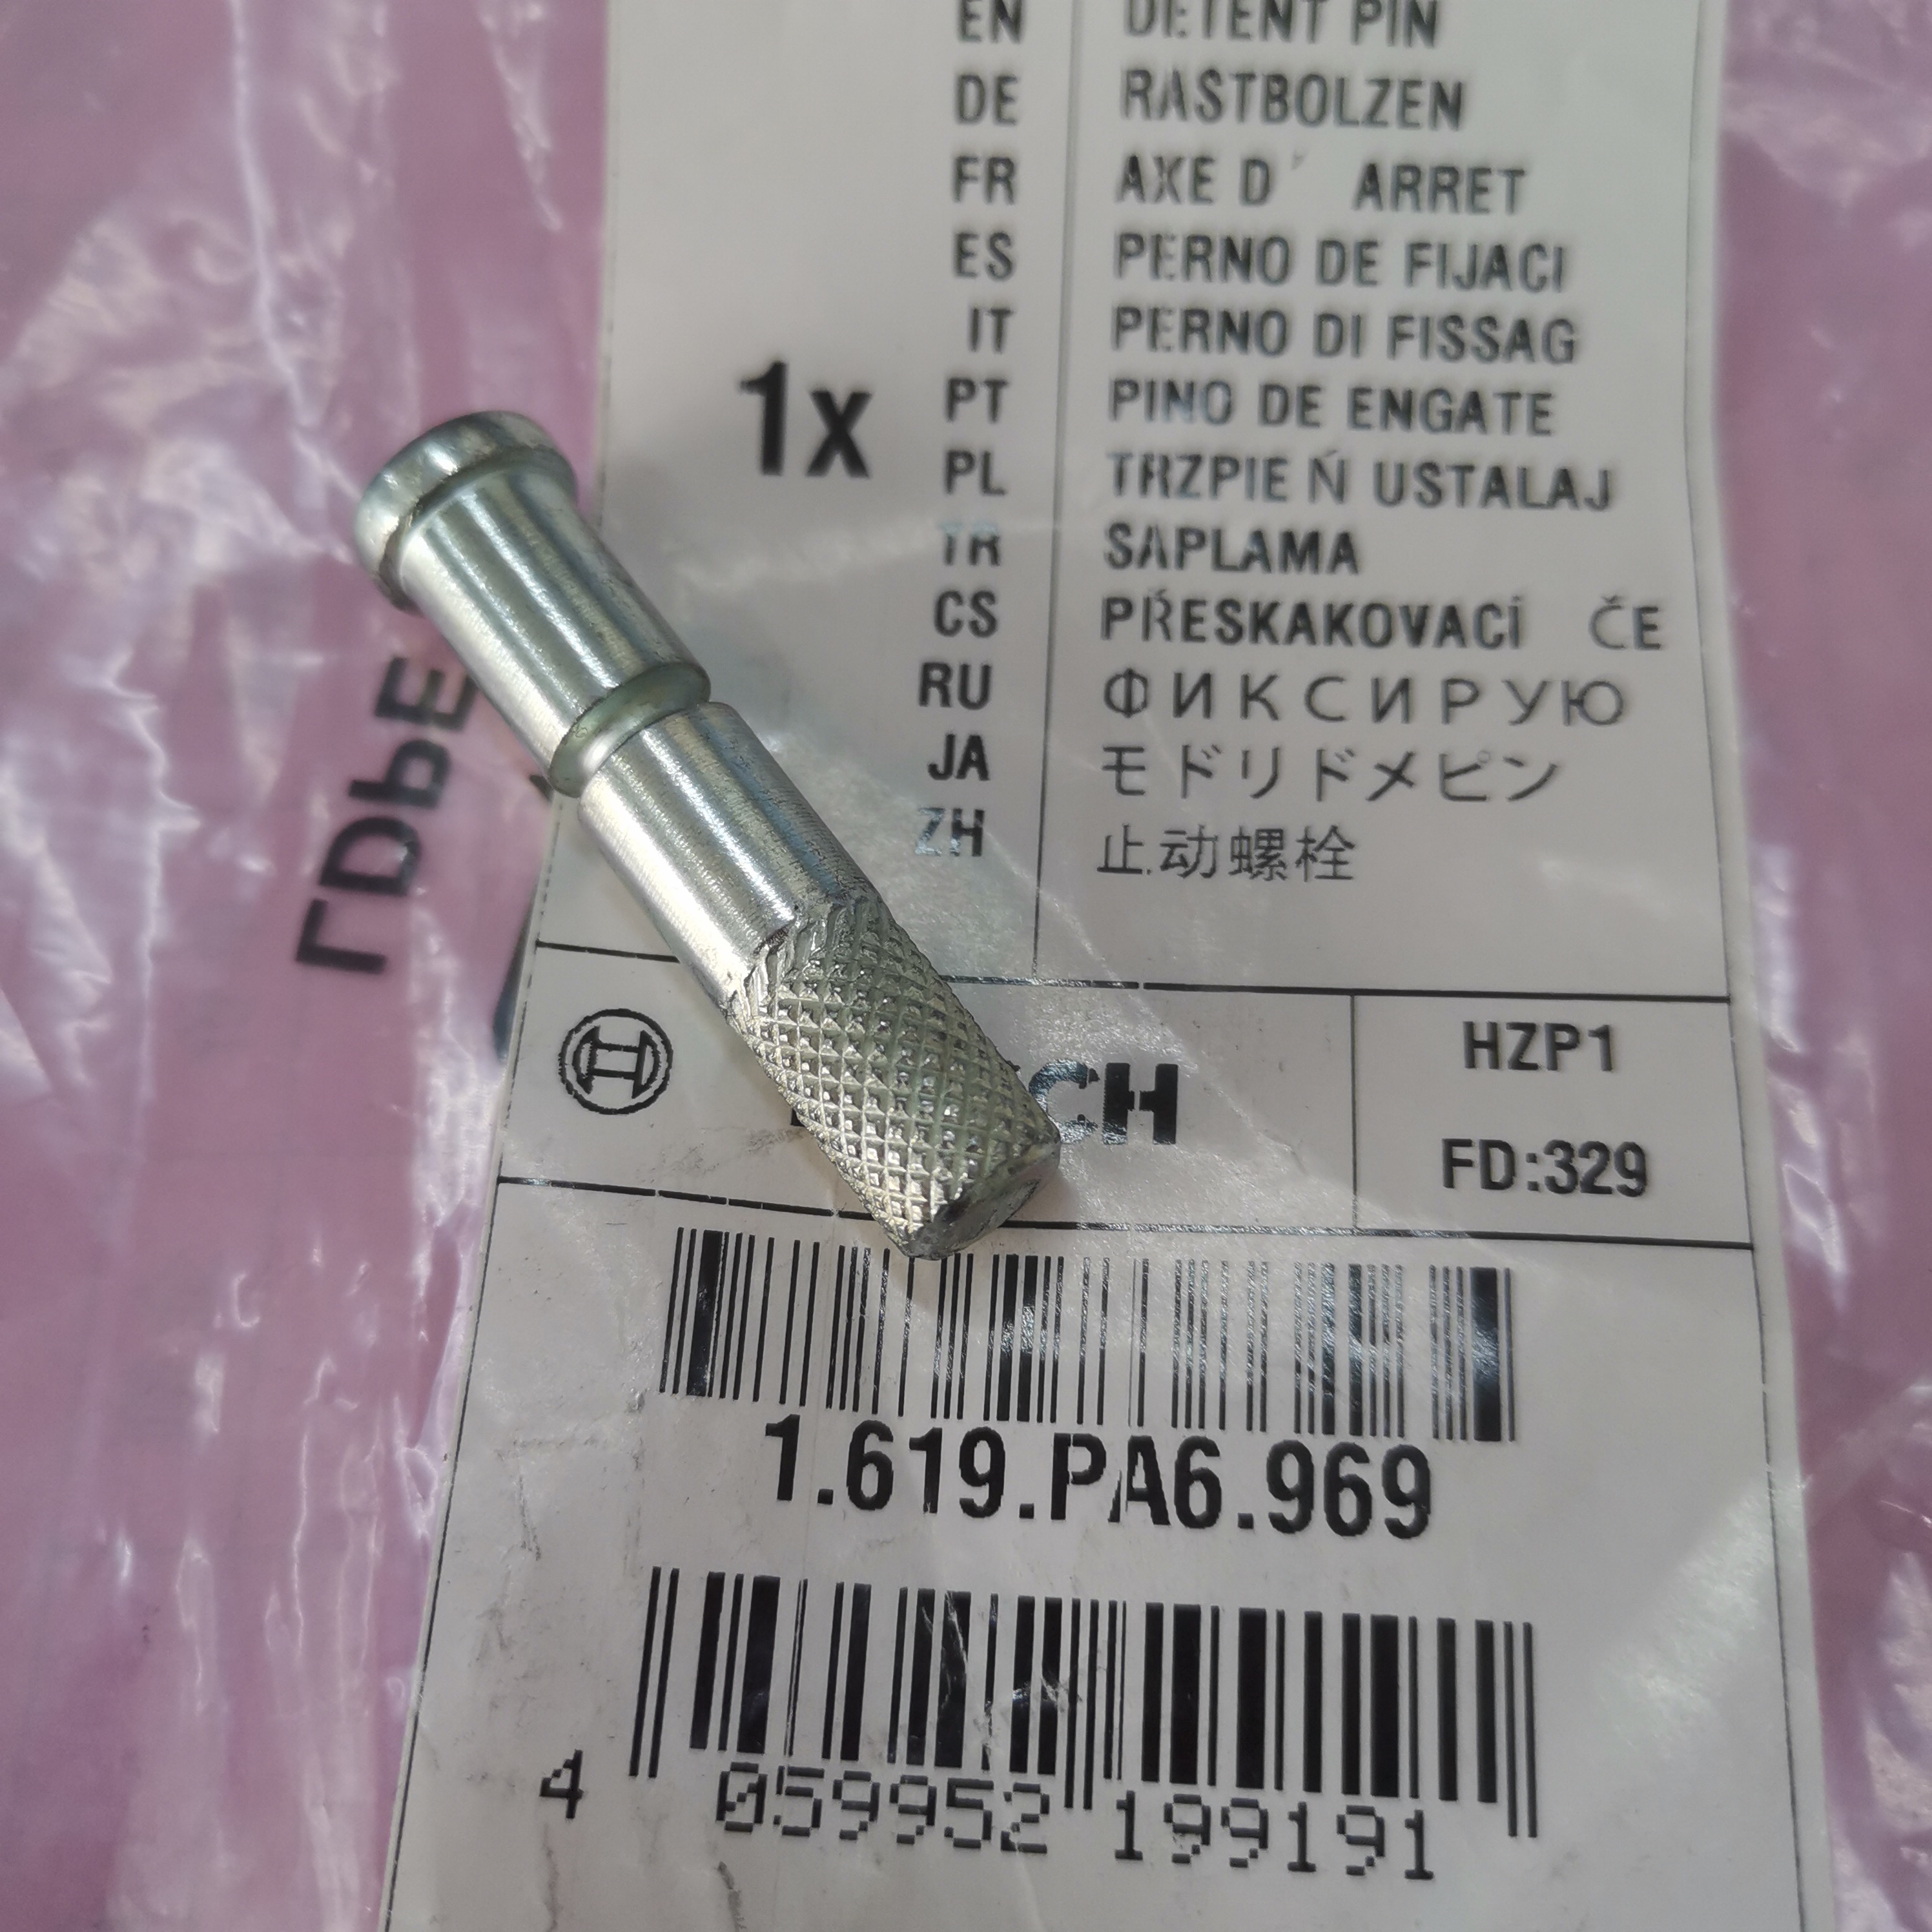 EN DETENT PIN
DE RASTBOLZEN
FR AXE D' ARRET
ES PERNO DE FIJACI
IT PERNO DI FISSAG
1x
PT PINO DE ENGATE
PL TRZPIEŃ USTALAJ
TR SAPLAMA
CS PŘESKAKOVACÍ ČE
RU ФИКСИРУЮ
JA モドリドメピン
ZH 止动螺栓
CH
HZP1
FD:329
1.619.PA6.969
4 059952 199191